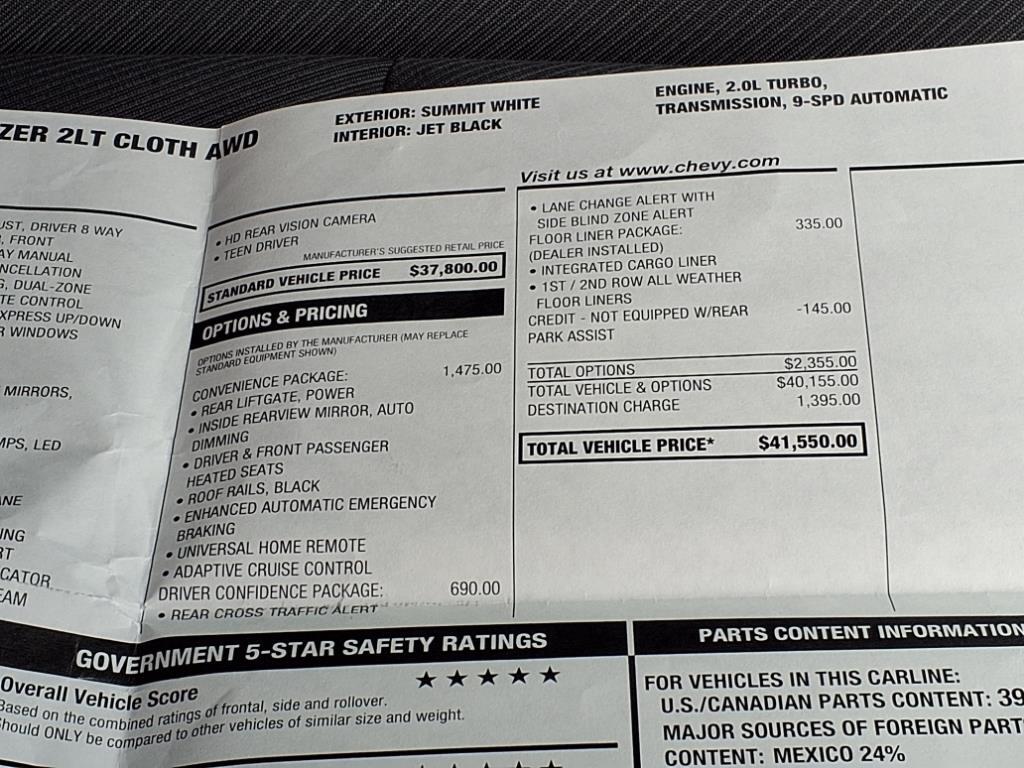 ZER 2LT CLOTH AWD
EXTERIOR: SUMMIT WHITE
INTERIOR: JET BLACK
ENGINE, 2.0L TURBO,
TRANSMISSION, 9-SPD AUTOMATIC
UST, DRIVER 8 WAY
, FRONT
AY MANUAL
NCELLATION
G, DUAL-ZONE
TE CONTROL
XPRESS UP/DOWN
R WINDOWS
MIRRORS,
MPS, LED
ANE
ING
RT
CATOR
EAM
• HD REAR VISION CAMERA
• TEEN DRIVER
MANUFACTURER'S SUGGESTED RETAIL PRICE
STANDARD VEHICLE PRICE $37,800.00
OPTIONS & PRICING
OPTIONS INSTALLED BY THE MANUFACTURER (MAY REPLACE
STANDARD EQUIPMENT SHOWN)
CONVENIENCE PACKAGE: 1,475.00
• REAR LIFTGATE, POWER
• INSIDE REARVIEW MIRROR, AUTO
DIMMING
• DRIVER & FRONT PASSENGER
HEATED SEATS
• ROOF RAILS, BLACK
• ENHANCED AUTOMATIC EMERGENCY
BRAKING
• UNIVERSAL HOME REMOTE
• ADAPTIVE CRUISE CONTROL
DRIVER CONFIDENCE PACKAGE: 690.00
• REAR CROSS TRAFFIC ALERT
Visit us at www.chevy.com
• LANE CHANGE ALERT WITH
SIDE BLIND ZONE ALERT
FLOOR LINER PACKAGE: 335.00
(DEALER INSTALLED)
• INTEGRATED CARGO LINER
• 1ST / 2ND ROW ALL WEATHER
FLOOR LINERS
CREDIT - NOT EQUIPPED W/REAR -145.00
PARK ASSIST
TOTAL OPTIONS $2,355.00
TOTAL VEHICLE & OPTIONS $40,155.00
DESTINATION CHARGE 1,395.00
TOTAL VEHICLE PRICE* $41,550.00
GOVERNMENT 5-STAR SAFETY RATINGS
Overall Vehicle Score ★★★★★
Based on the combined ratings of frontal, side and rollover.
Should ONLY be compared to other vehicles of similar size and weight.
PARTS CONTENT INFORMATION
FOR VEHICLES IN THIS CARLINE:
U.S./CANADIAN PARTS CONTENT: 39
MAJOR SOURCES OF FOREIGN PART
CONTENT: MEXICO 24%